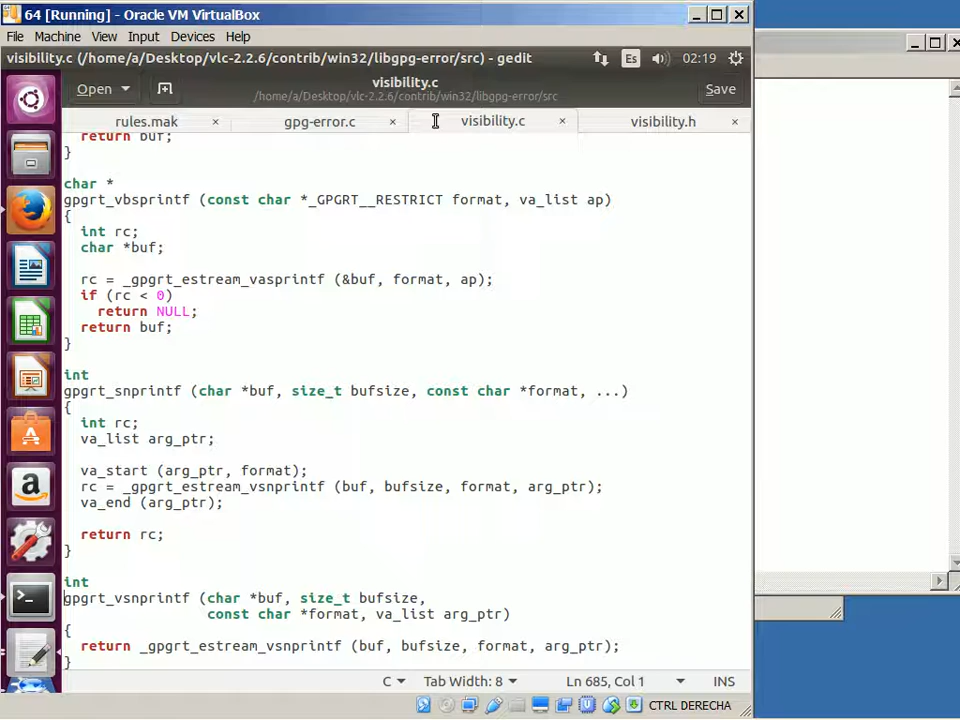 64 [Running] - Oracle VM VirtualBox
File Machine View Input Devices Help
visibility.c (/home/a/Desktop/vlc-2.2.6/contrib/win32/libgpg-error/src) - gedit
Es
02:19
Open
visibility.c
/home/a/Desktop/vlc-2.2.6/contrib/win32/libgpg-error/src
Save
rules.mak × gpg-error.c × visibility.c × visibility.h ×
return buf;
}
char *
gpgrt_vbsprintf (const char *_GPGRT__RESTRICT format, va_list ap)
{
int rc;
char *buf;
rc = _gpgrt_estream_vasprintf (&buf, format, ap);
if (rc < 0)
return NULL;
return buf;
}
int
gpgrt_snprintf (char *buf, size_t bufsize, const char *format, ...)
{
int rc;
va_list arg_ptr;
va_start (arg_ptr, format);
rc = _gpgrt_estream_vsnprintf (buf, bufsize, format, arg_ptr);
va_end (arg_ptr);
return rc;
}
int
gpgrt_vsnprintf (char *buf, size_t bufsize,
const char *format, va_list arg_ptr)
{
return _gpgrt_estream_vsnprintf (buf, bufsize, format, arg_ptr);
}
C Tab Width: 8 Ln 685, Col 1 INS
CTRL DERECHA